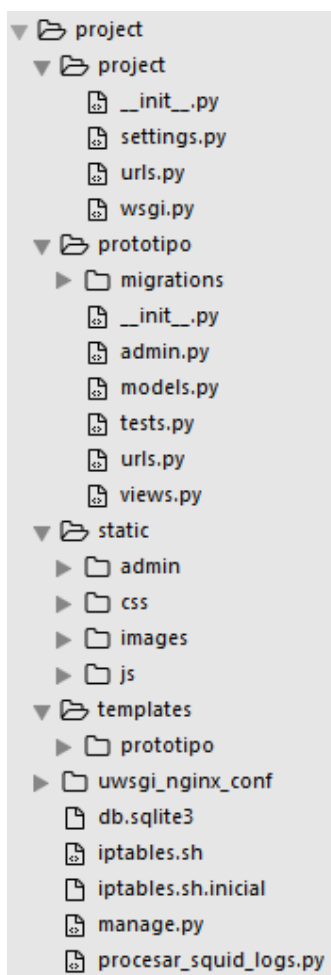 project
project
__init__.py
settings.py
urls.py
wsgi.py
prototipo
migrations
__init__.py
admin.py
models.py
tests.py
urls.py
views.py
static
admin
css
images
js
templates
prototipo
uwsgi_nginx_conf
db.sqlite3
iptables.sh
iptables.sh.inicial
manage.py
procesar_squid_logs.py